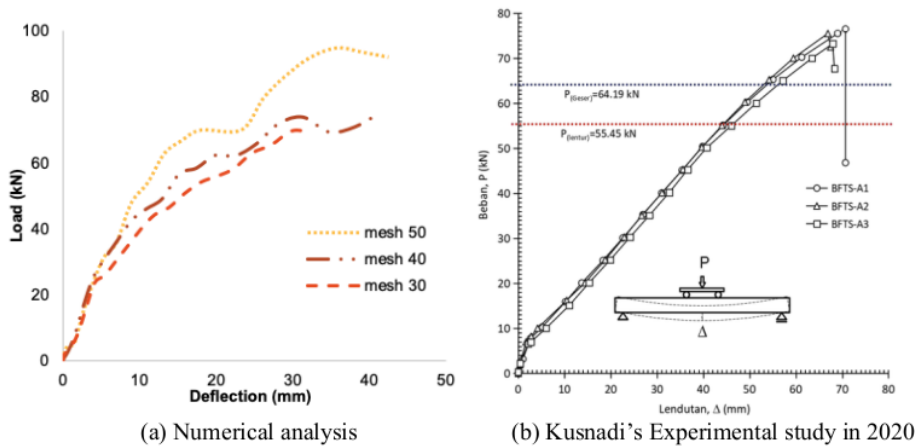 100
80
60
40
20
0
0
10
20
30
40
50
Load (kN)
Deflection (mm)
mesh 50
mesh 40
mesh 30
(a) Numerical analysis
80
70
60
50
40
30
20
10
0
0
10
20
30
40
50
60
70
80
Beban, P (kN)
Lendutan, Δ (mm)
P(Geser)=64.19 kN
P(lentur)=55.45 kN
BFTS-A1
BFTS-A2
BFTS-A3
P
Δ
(b) Kusnadi's Experimental study in 2020